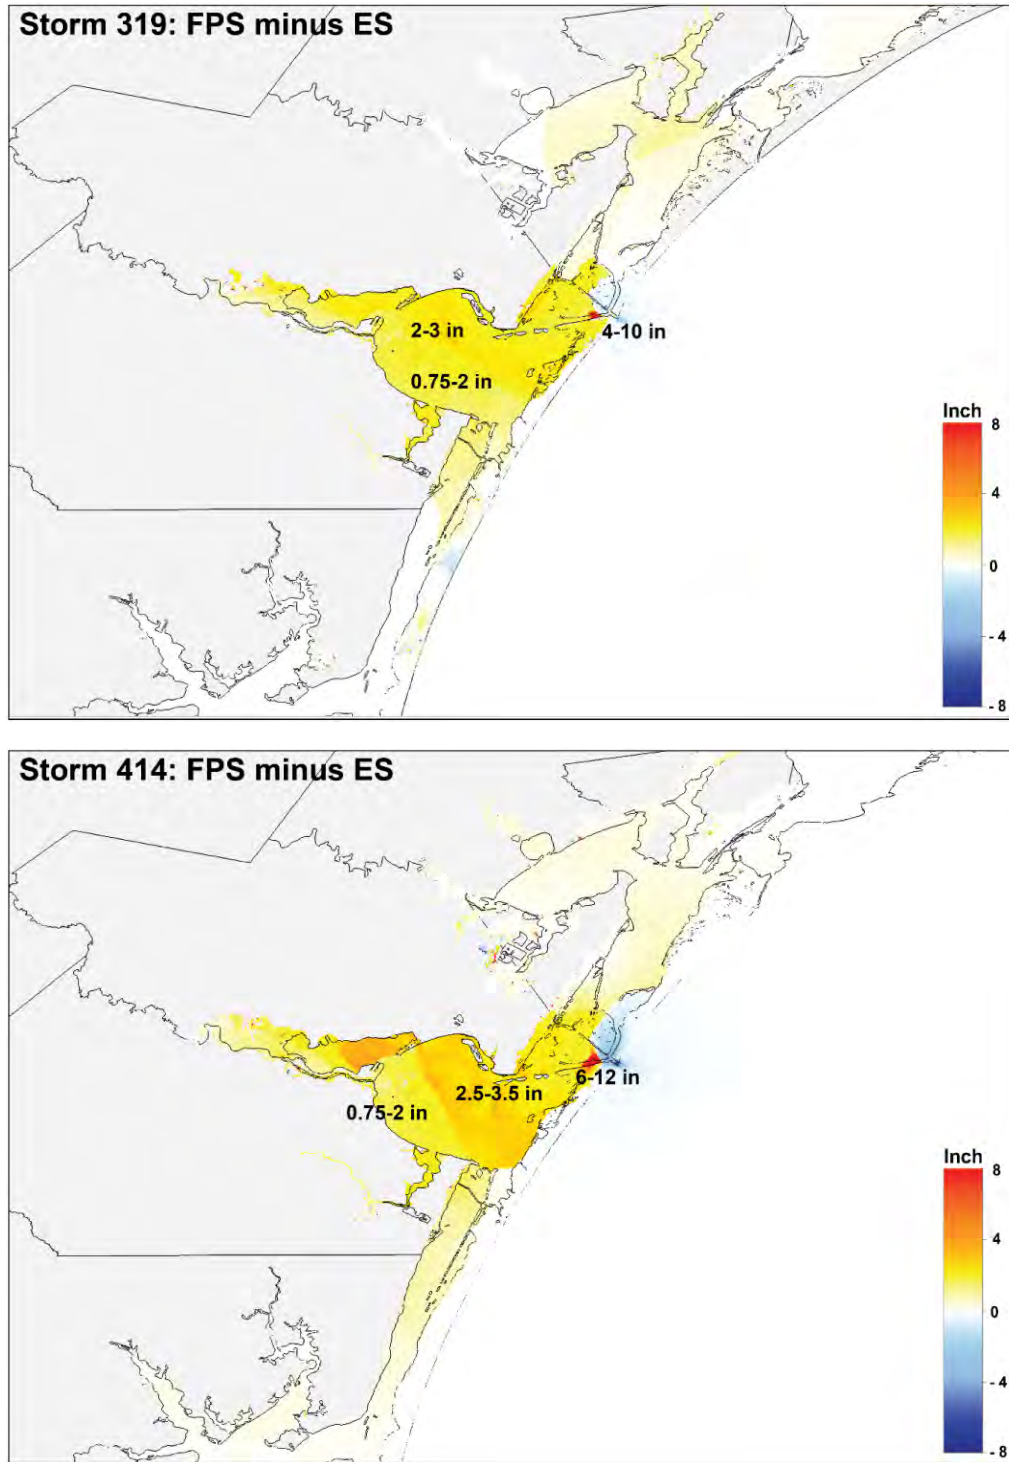 Storm 319: FPS minus ES
2-3 in
4-10 in
0.75-2 in
Inch
8
4
0
- 4
- 8
Storm 414: FPS minus ES
6-12 in
2.5-3.5 in
0.75-2 in
Inch
8
4
0
- 4
- 8